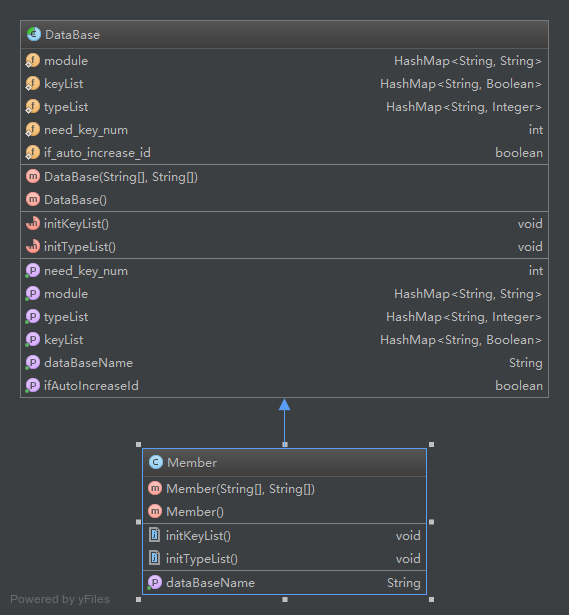 DataBase
module HashMap<String, String>
keyList HashMap<String, Boolean>
typeList HashMap<String, Integer>
need_key_num int
if_auto_increase_id boolean
DataBase(String[], String[])
DataBase()
initKeyList() void
initTypeList() void
need_key_num int
module HashMap<String, String>
typeList HashMap<String, Integer>
keyList HashMap<String, Boolean>
dataBaseName String
ifAutoIncreaseId boolean
Member
Member(String[], String[])
Member()
initKeyList() void
initTypeList() void
dataBaseName String
Powered by yFiles